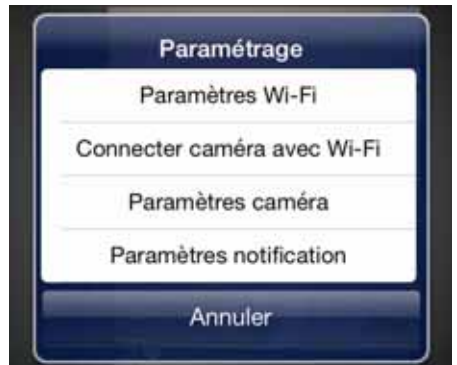 Paramétrage
Paramètres Wi-Fi
Connecter caméra avec Wi-Fi
Paramètres caméra
Paramètres notification
Annuler